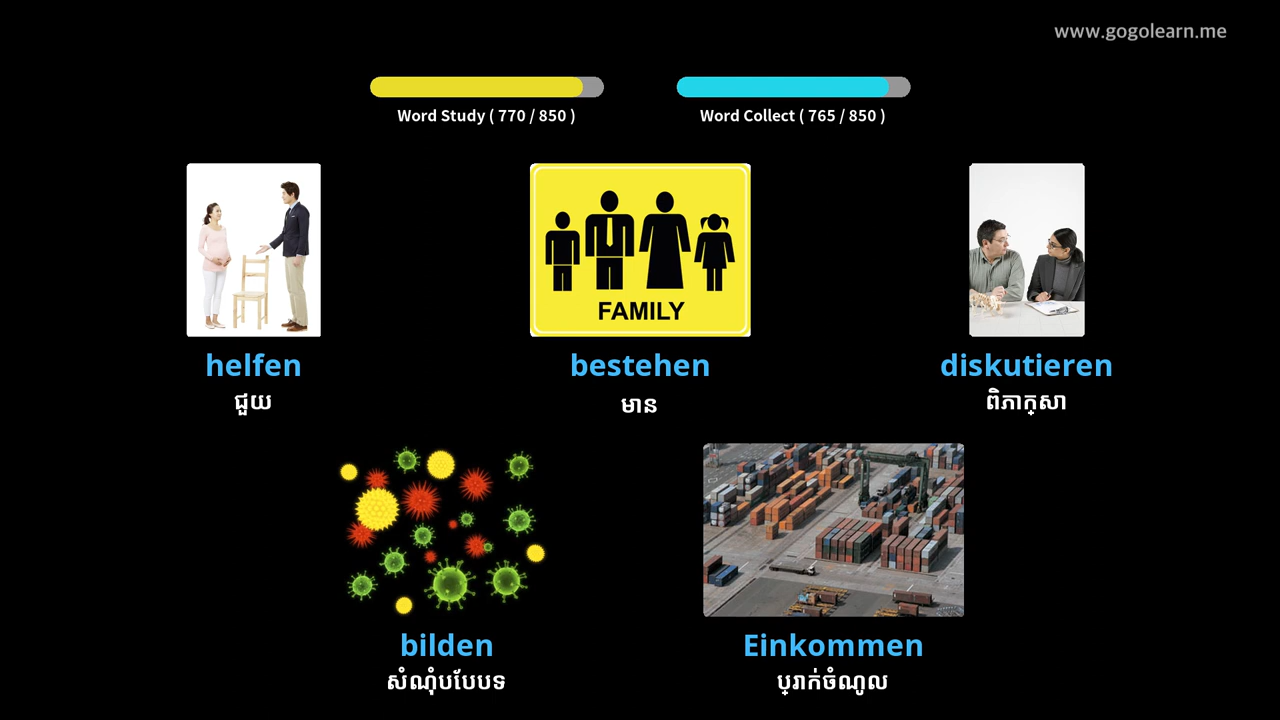 www.gogolearn.me
Word Study ( 770 / 850 )
Word Collect ( 765 / 850 )
FAMILY
helfen
ជួយ
bestehen
មាន
diskutieren
ពិភាក្សា
bilden
សំណុំបបែបបទ
Einkommen
ប្រាក់ចំណូល